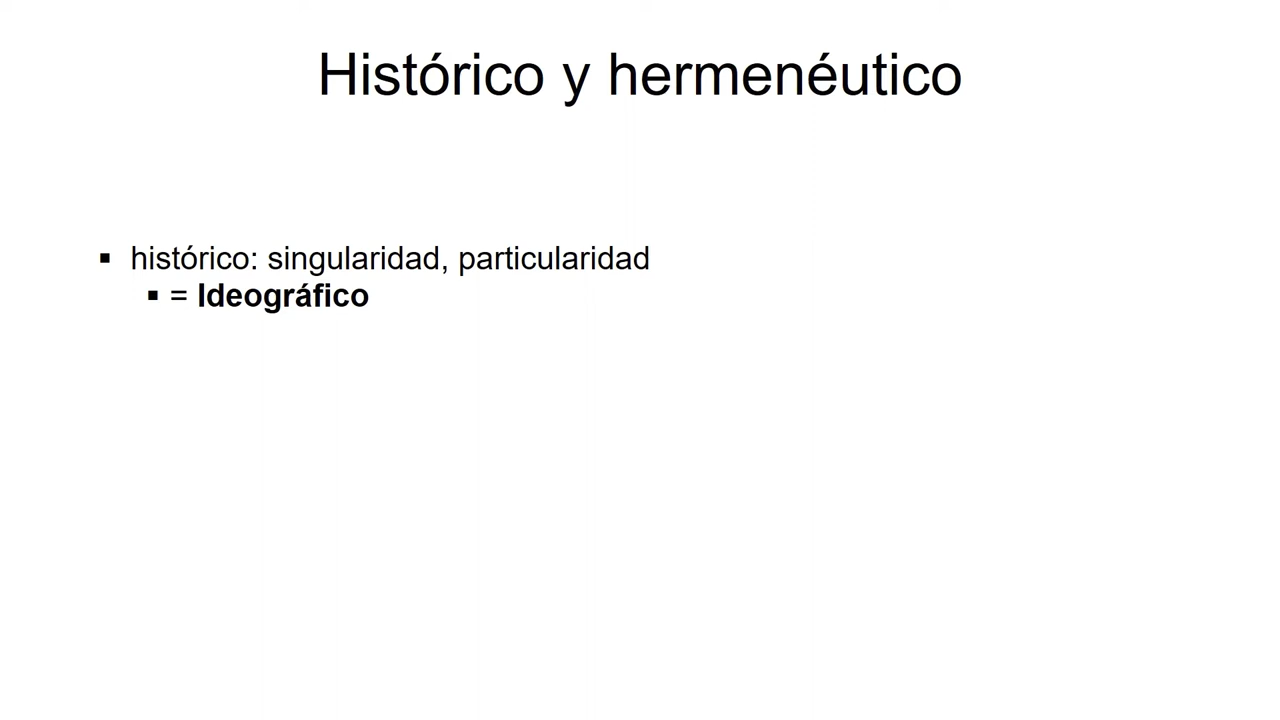 Histórico y hermenéutico
▪ histórico: singularidad, particularidad
▪ = Ideográfico